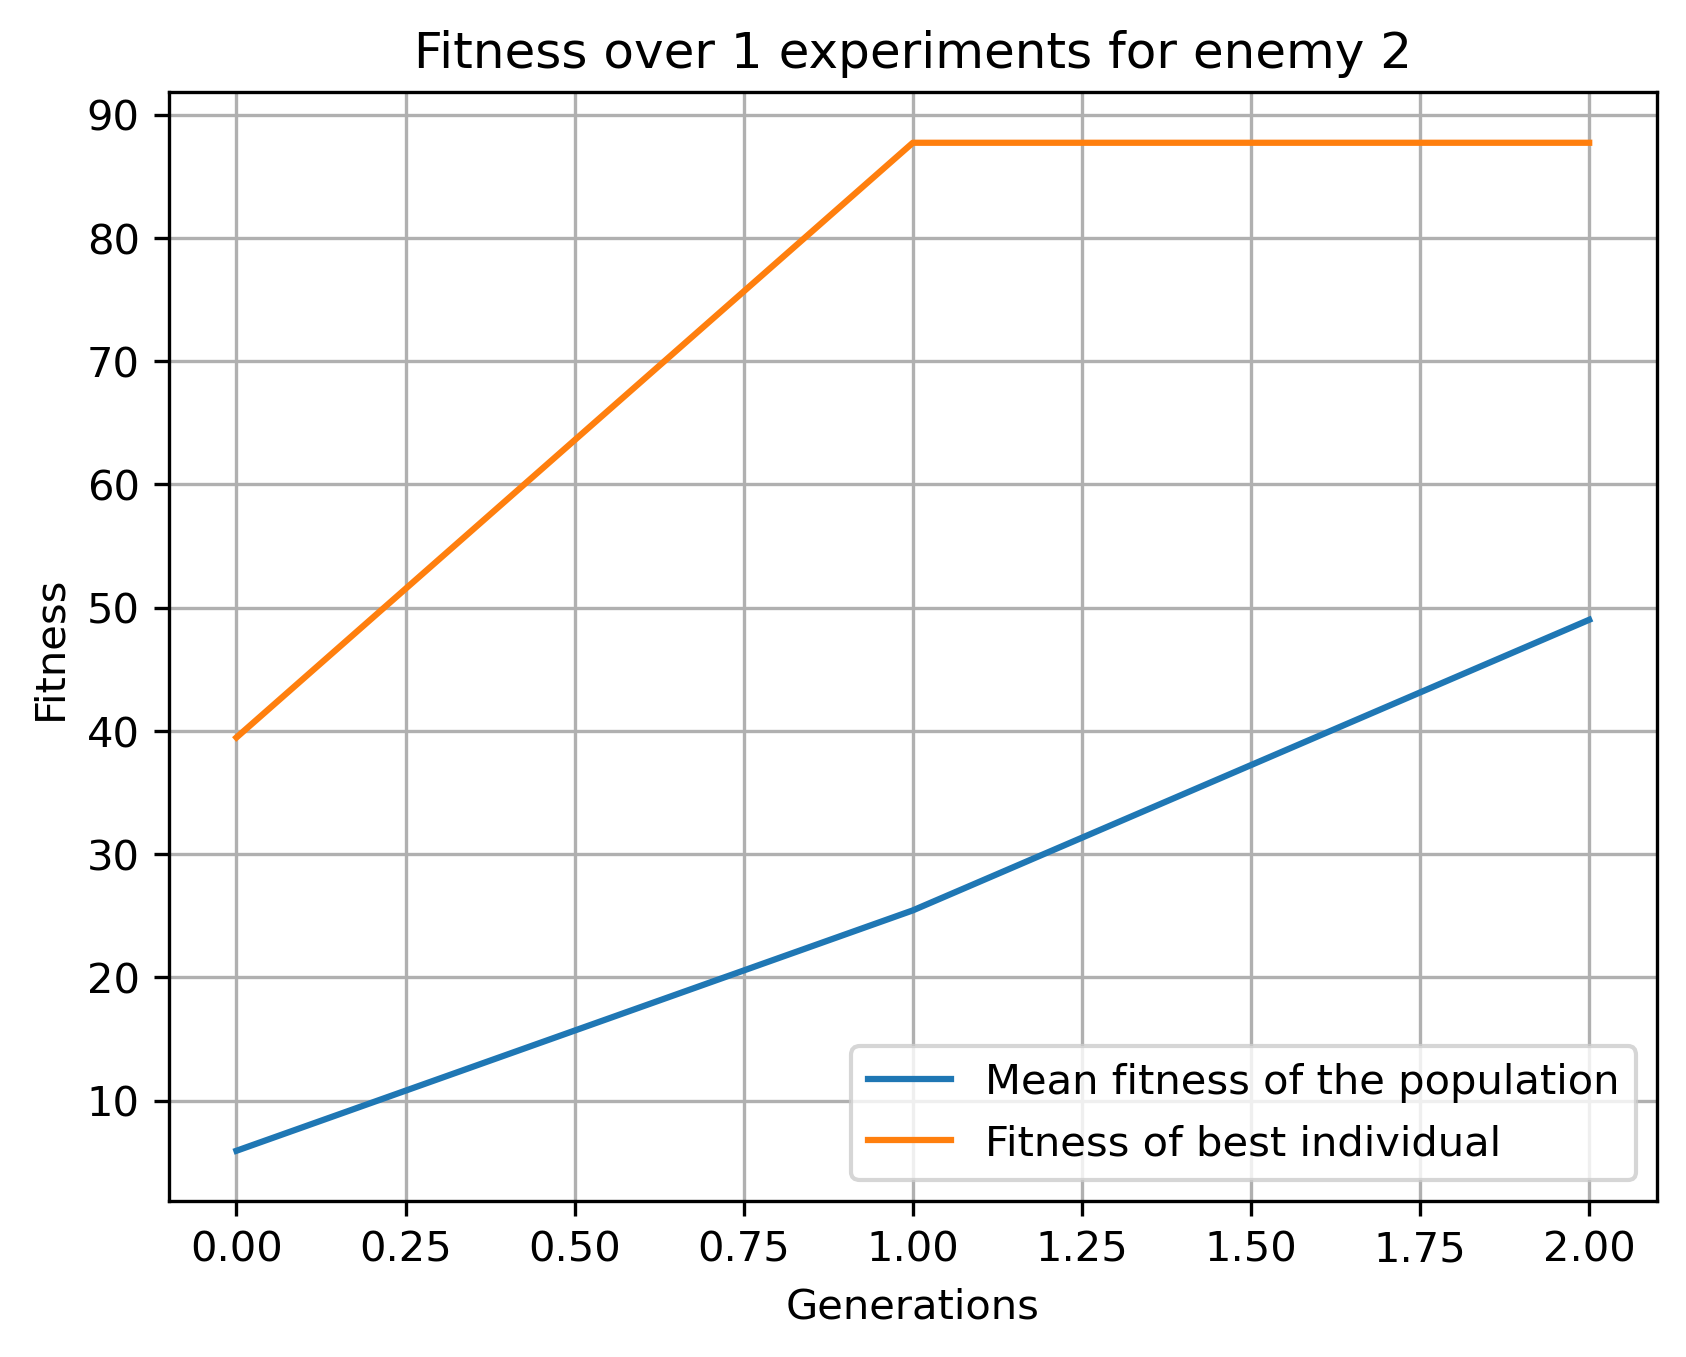 Fitness over 1 experiments for enemy 2
90
80
70
60
50
40
30
20
10
Fitness
Mean fitness of the population
Fitness of best individual
0.00 0.25 0.50 0.75 1.00 1.25 1.50 1.75 2.00
Generations